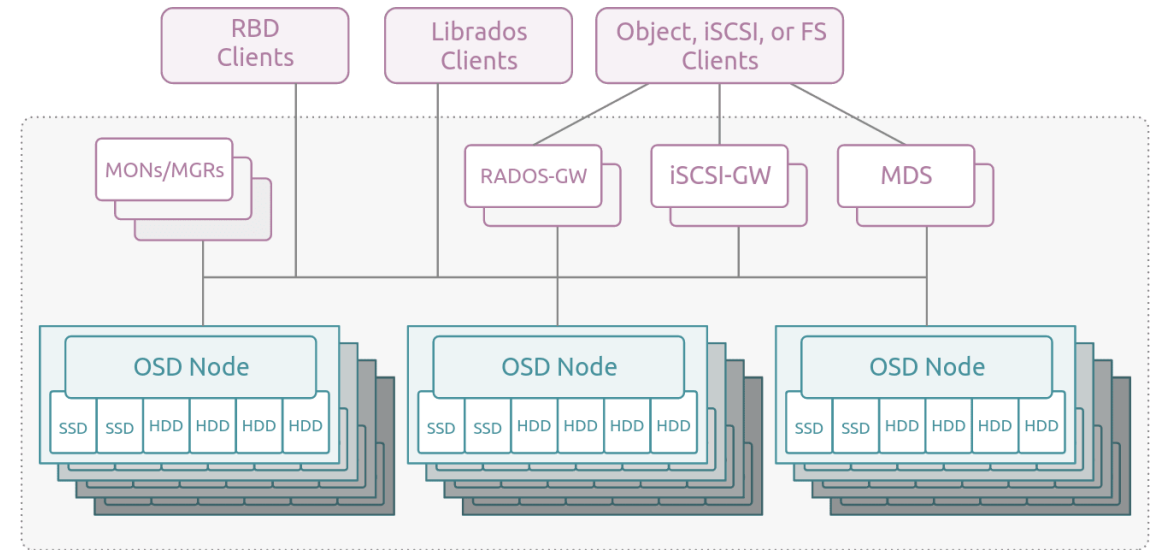 RBD
Clients
Librados
Clients
Object, iSCSI, or FS
Clients
MONs/MGRs
RADOS-GW
iSCSI-GW
MDS
OSD Node
SSD SSD HDD HDD HDD HDD
OSD Node
SSD SSD HDD HDD HDD HDD
OSD Node
SSD SSD HDD HDD HDD HDD